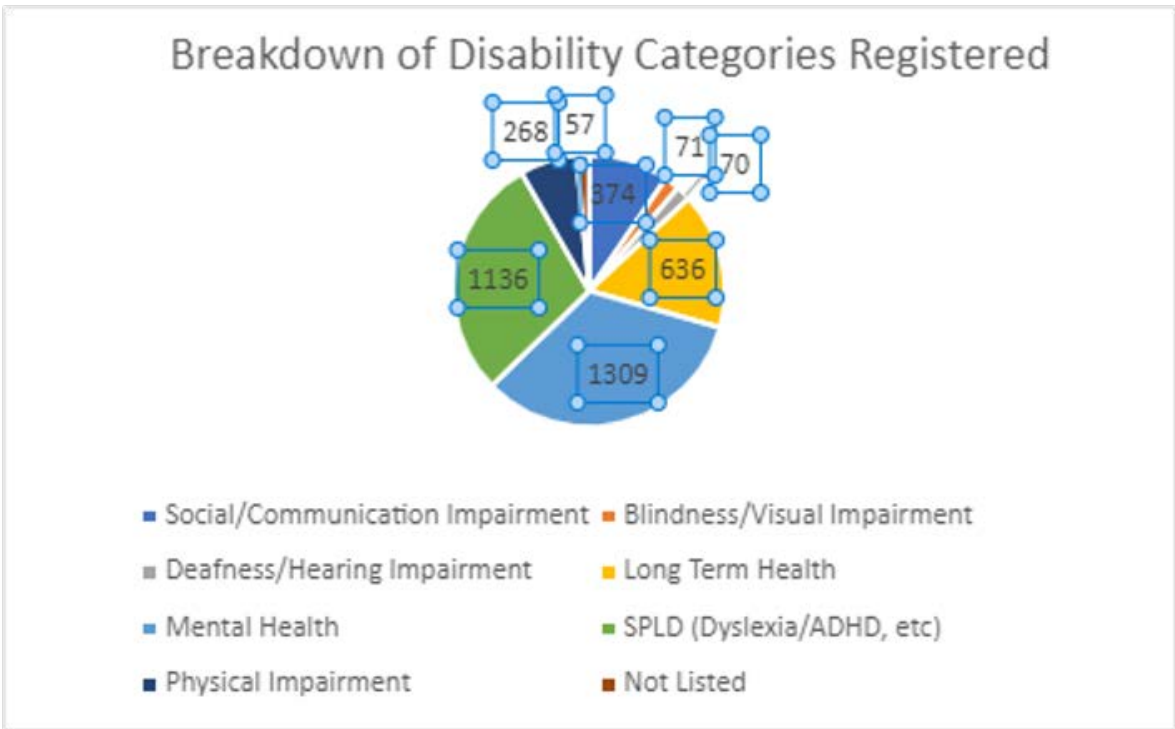 Breakdown of Disability Categories Registered
268 57 71 70
374
636
1136
1309
Social/Communication Impairment Blindness/Visual Impairment
Deafness/Hearing Impairment Long Term Health
Mental Health SPLD (Dyslexia/ADHD, etc)
Physical Impairment Not Listed